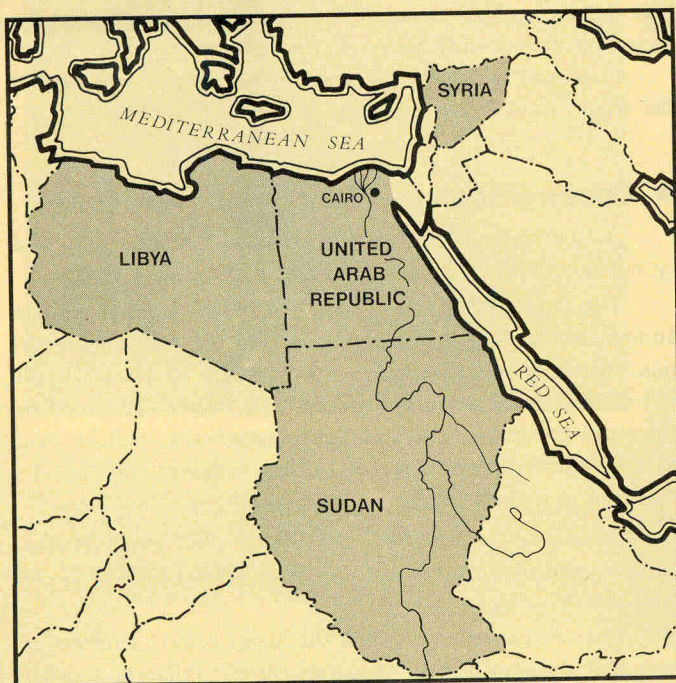 SYRIA
MEDITERRANEAN SEA
CAIRO
LIBYA
UNITED
ARAB
REPUBLIC
RED SEA
SUDAN